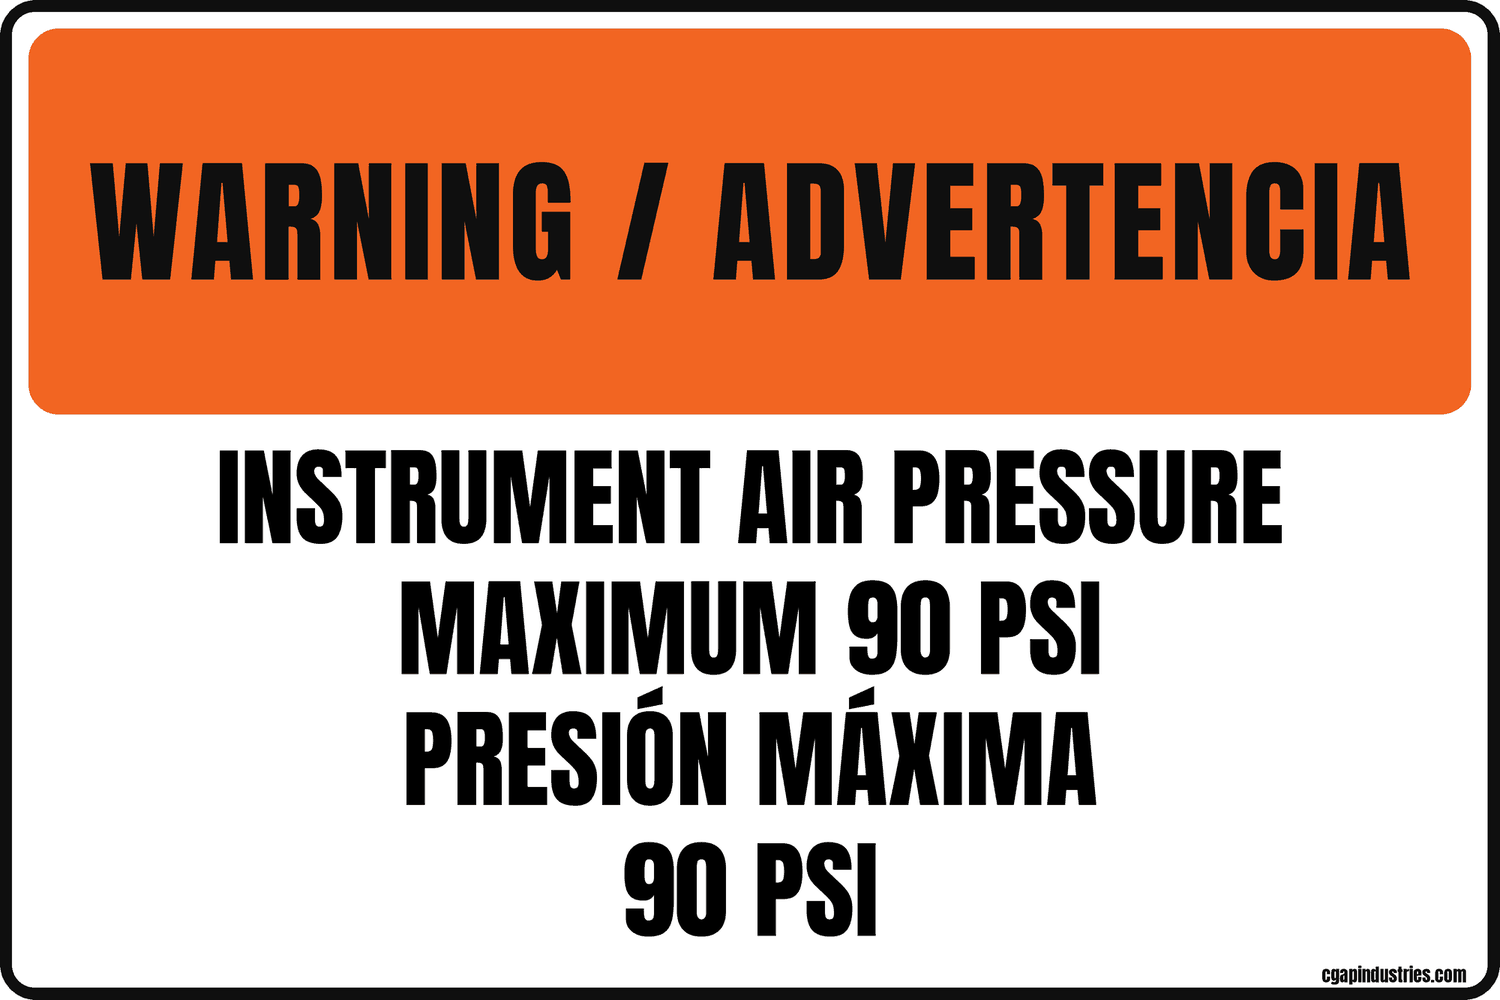 WARNING / ADVERTENCIA
INSTRUMENT AIR PRESSURE
MAXIMUM 90 PSI
PRESIÓN MÁXIMA
90 PSI
cgapindustries.com